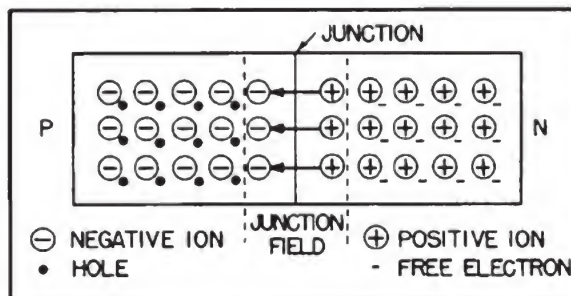 JUNCTION
P
N
JUNCTION
FIELD
⊖ NEGATIVE ION
⊕ POSITIVE ION
• HOLE
- FREE ELECTRON